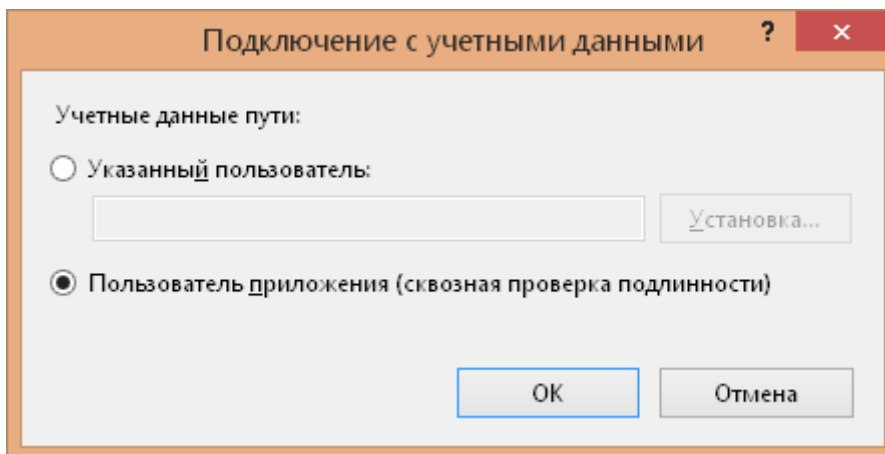 Подключение с учетными данными
?
Учетные данные пути:
Указанный пользователь:
Установка...
Пользователь приложения (сквозная проверка подлинности)
ОК
Отмена